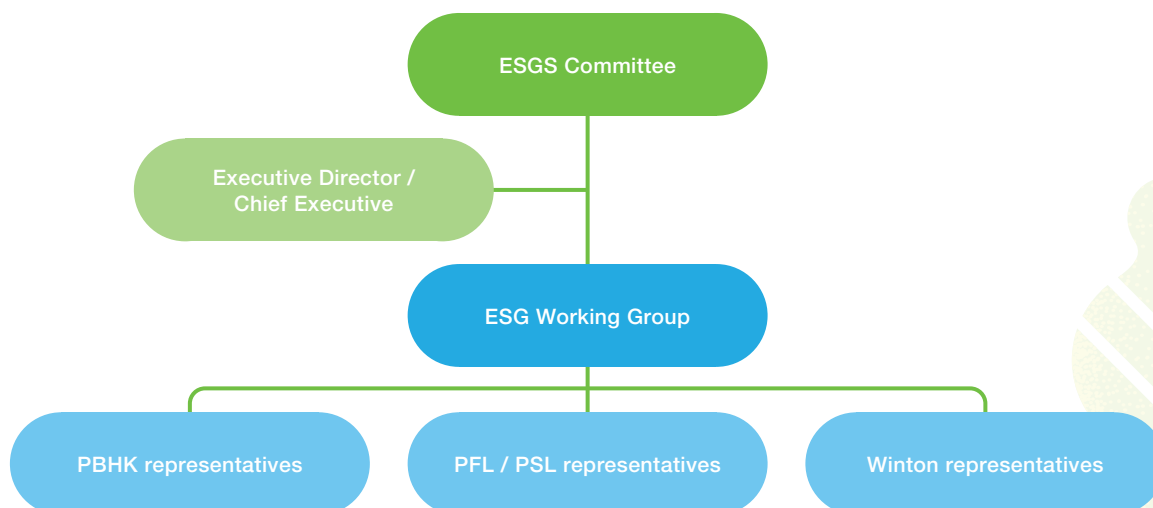 ESGS Committee
Executive Director /
Chief Executive
ESG Working Group
PBHK representatives
PFL / PSL representatives
Winton representatives